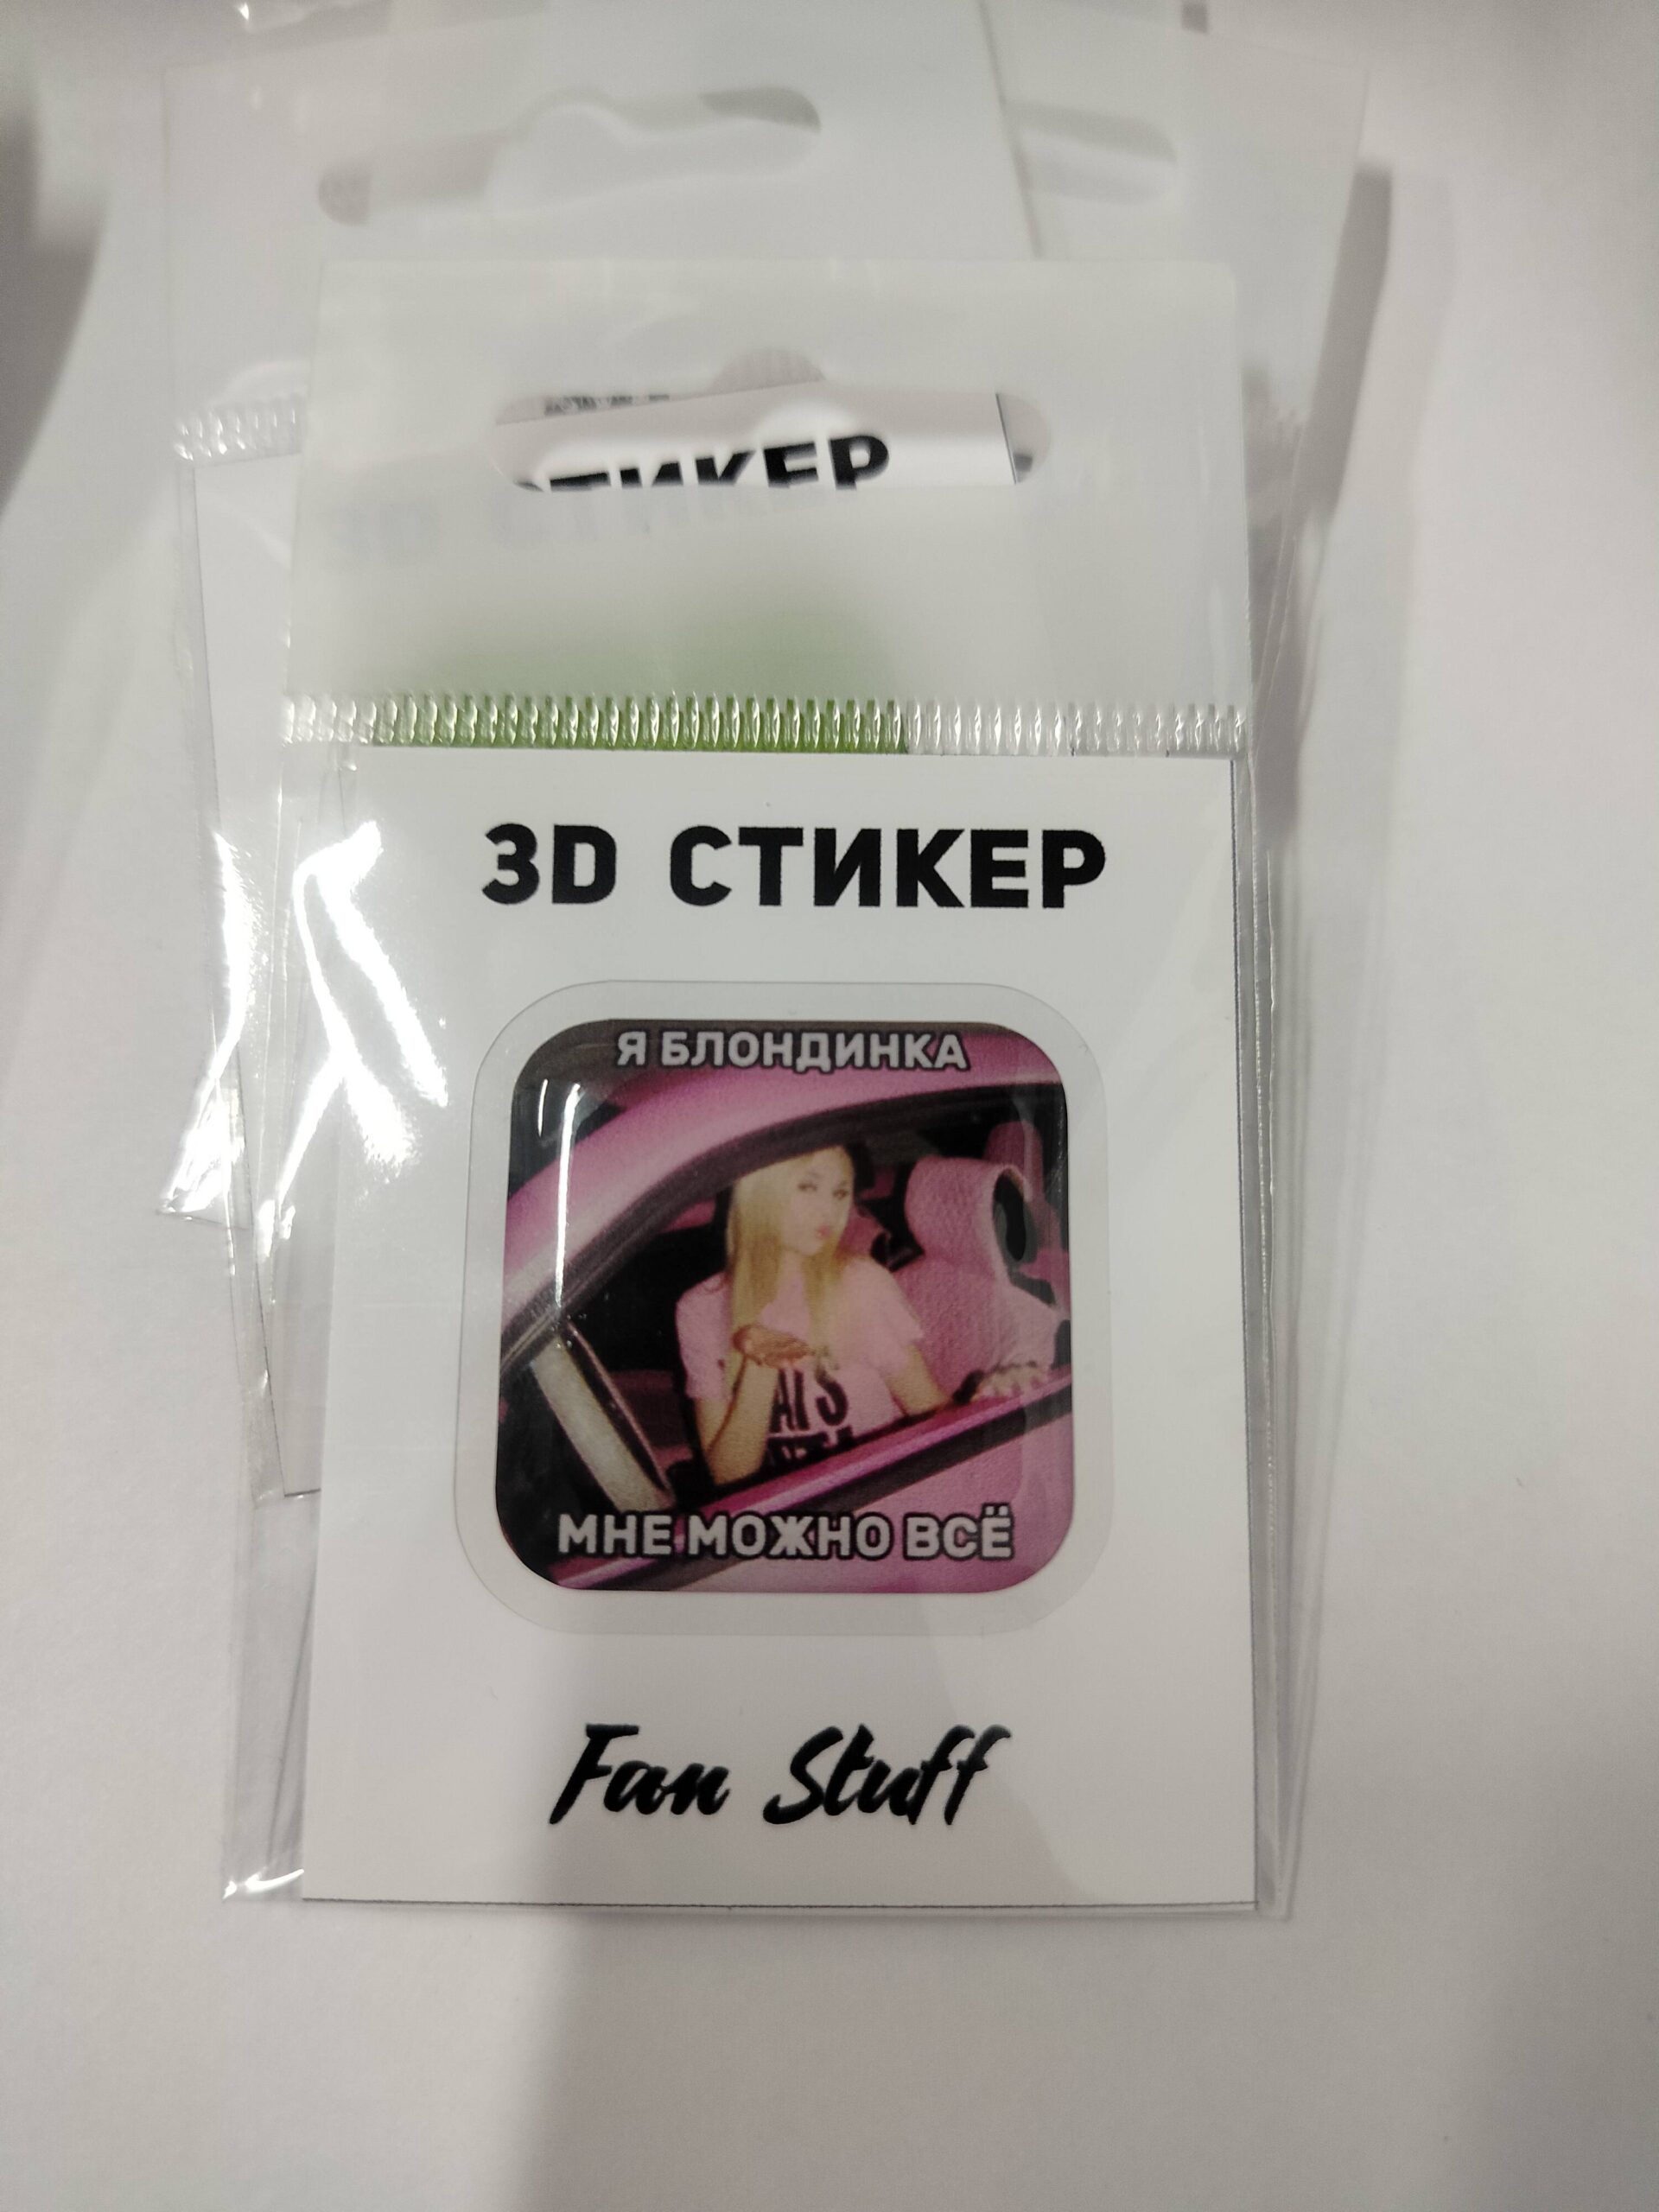 СТИКЕР
3D СТИКЕР
Я БЛОНДИНКА
МНЕ МОЖНО ВСЁ
Fan Stuff